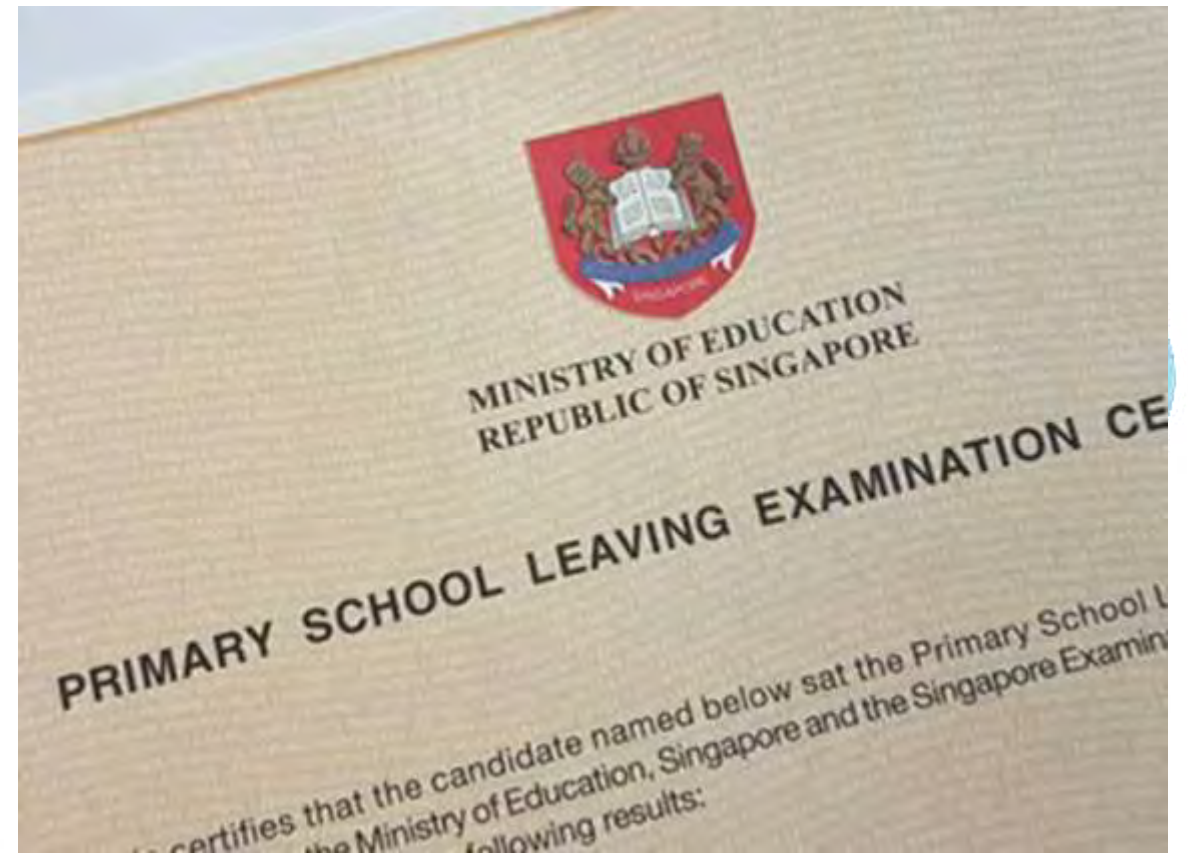 SINGAPORE
MINISTRY OF EDUCATION
REPUBLIC OF SINGAPORE
PRIMARY SCHOOL LEAVING EXAMINATION CE
certifies that the candidate named below sat the Primary School L
the Ministry of Education, Singapore and the Singapore Examin
following results: